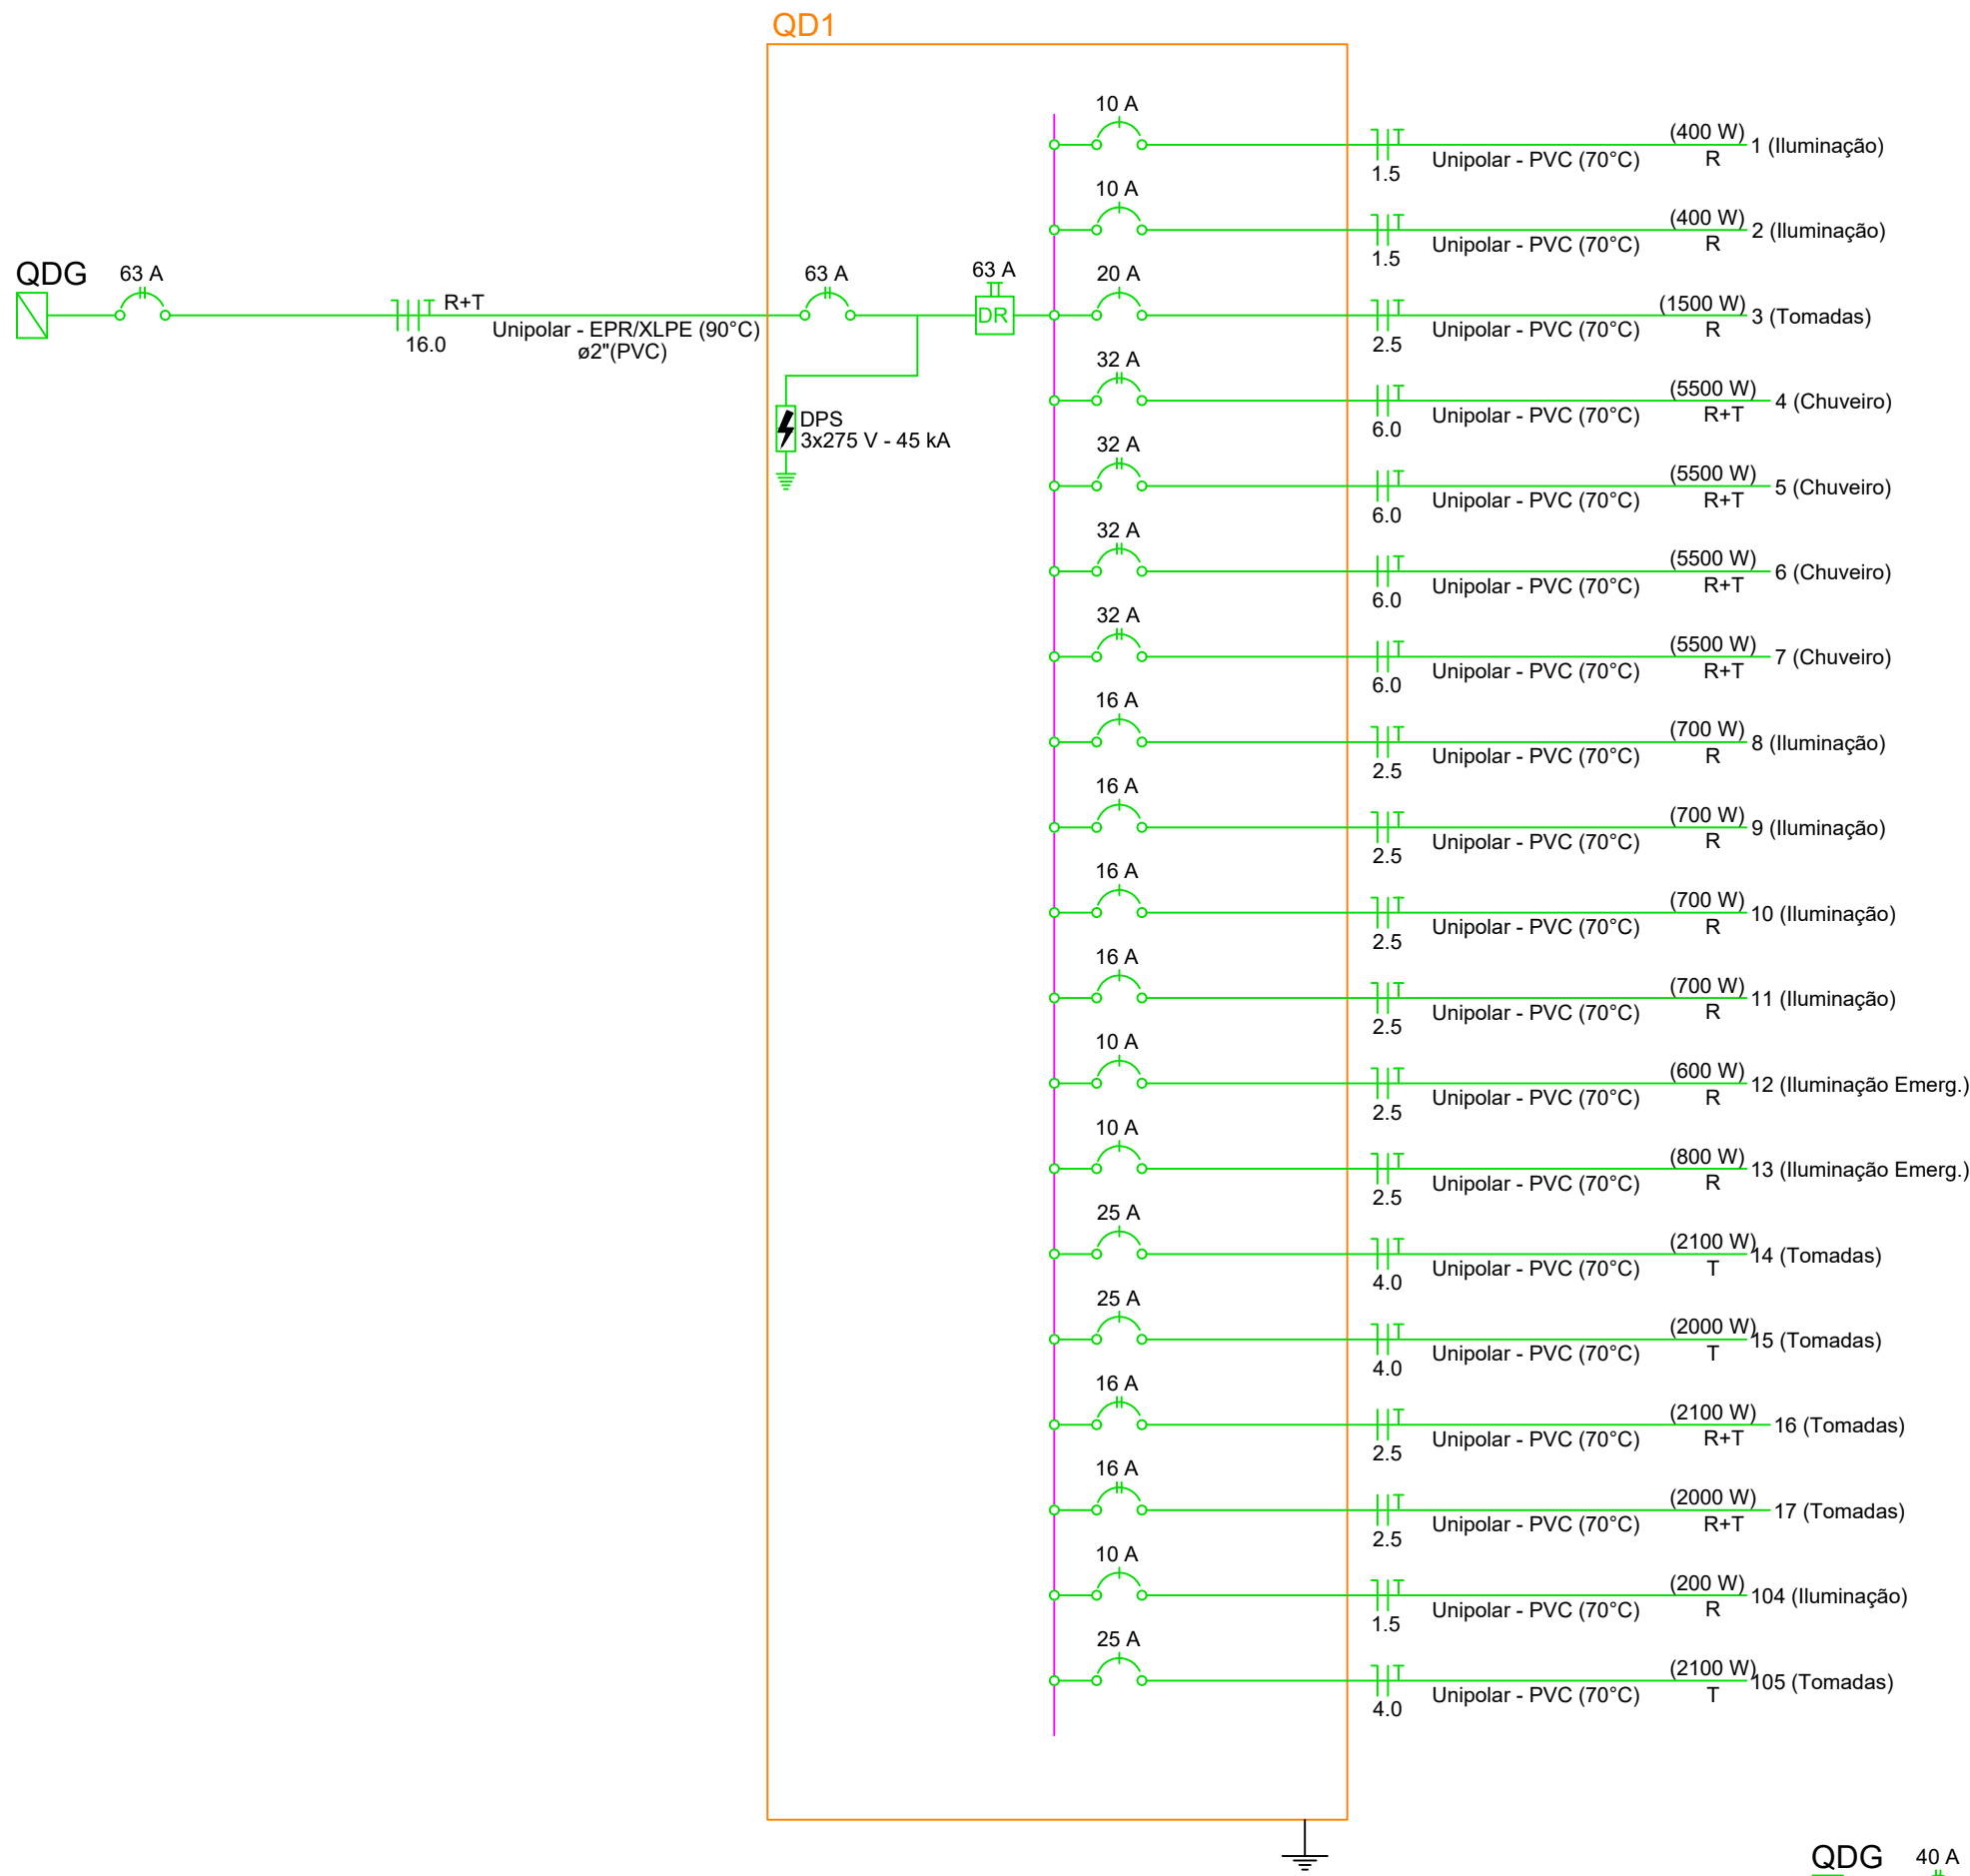 QD1
10 A
(400 W)
1 (Iluminação)
1.5
Unipolar - PVC (70°C)
R
10 A
(400 W)
2 (Iluminação)
1.5
Unipolar - PVC (70°C)
R
QDG
63 A
R+T
16.0
Unipolar - EPR/XLPE (90°C)
ø2"(PVC)
63 A
63 A
DR
DPS
3x275 V - 45 kA
20 A
(1500 W)
3 (Tomadas)
2.5
Unipolar - PVC (70°C)
R
32 A
(5500 W)
4 (Chuveiro)
6.0
Unipolar - PVC (70°C)
R+T
32 A
(5500 W)
5 (Chuveiro)
6.0
Unipolar - PVC (70°C)
R+T
32 A
(5500 W)
6 (Chuveiro)
6.0
Unipolar - PVC (70°C)
R+T
32 A
(5500 W)
7 (Chuveiro)
6.0
Unipolar - PVC (70°C)
R+T
16 A
(700 W)
8 (Iluminação)
2.5
Unipolar - PVC (70°C)
R
16 A
(700 W)
9 (Iluminação)
2.5
Unipolar - PVC (70°C)
R
16 A
(700 W)
10 (Iluminação)
2.5
Unipolar - PVC (70°C)
R
16 A
(700 W)
11 (Iluminação)
2.5
Unipolar - PVC (70°C)
R
10 A
(600 W)
12 (Iluminação Emerg.)
2.5
Unipolar - PVC (70°C)
R
10 A
(800 W)
13 (Iluminação Emerg.)
2.5
Unipolar - PVC (70°C)
R
25 A
(2100 W)
14 (Tomadas)
4.0
Unipolar - PVC (70°C)
T
25 A
(2000 W)
15 (Tomadas)
4.0
Unipolar - PVC (70°C)
T
16 A
(2100 W)
16 (Tomadas)
2.5
Unipolar - PVC (70°C)
R+T
16 A
(2000 W)
17 (Tomadas)
2.5
Unipolar - PVC (70°C)
R+T
10 A
(200 W)
104 (Iluminação)
1.5
Unipolar - PVC (70°C)
R
25 A
(2100 W)
105 (Tomadas)
4.0
Unipolar - PVC (70°C)
T
QDG
40 A